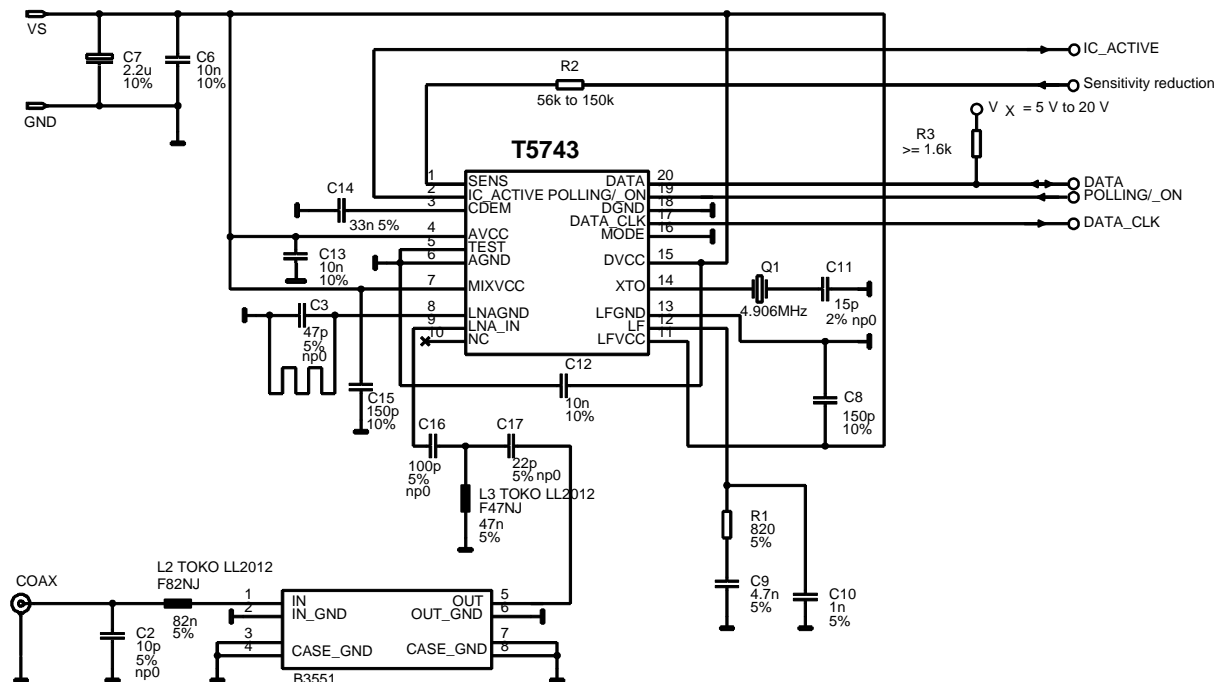 VS
C7
2.2u
10%
C6
10n
10%
GND
IC_ACTIVE
R2
56k to 150k
Sensitivity reduction
V X = 5 V to 20 V
R3
>= 1.6k
T5743
1 SENS
2 IC_ACTIVE
3 CDEM
4 AVCC
5 TEST
6 AGND
7 MIXVCC
8 LNAGND
9 LNA_IN
10 NC
DATA 20
POLLING/_ON 19
DGND 18
DATA_CLK 17
MODE 16
DVCC 15
XTO 14
LFGND 13
LF 12
LFVCC 11
DATA
POLLING/_ON
DATA_CLK
C14
33n 5%
C13
10n
10%
C3
47p
5%
np0
C15
150p
10%
Q1
4.906MHz
C11
15p
2% np0
C12
10n
10%
C8
150p
10%
C16
100p
5%
np0
C17
22p
5% np0
L3 TOKO LL2012
F47NJ
47n
5%
R1
820
5%
C9
4.7n
5%
C10
1n
5%
COAX
L2 TOKO LL2012
F82NJ
82n
5%
C2
10p
5%
np0
1 IN
2 IN_GND
3
4 CASE_GND
OUT 5
OUT_GND 6
7
CASE_GND 8
B3551